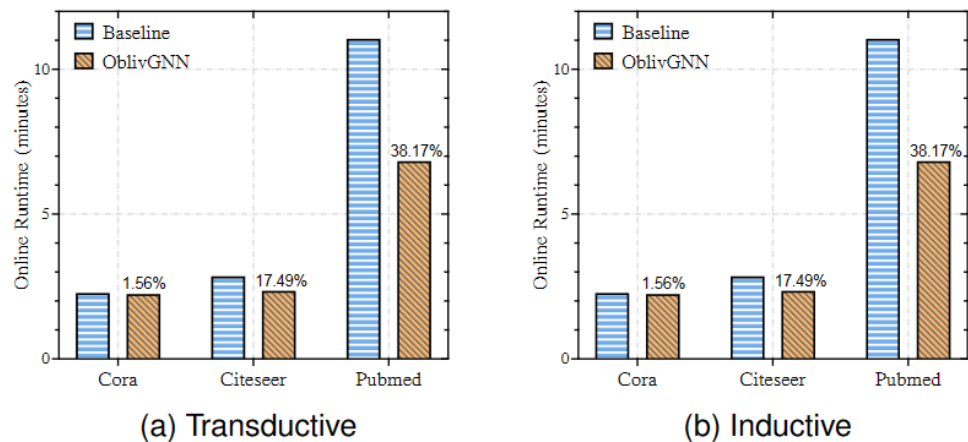 Baseline
OblivGNN
Online Runtime (minutes)
10
5
0
1.56%
17.49%
38.17%
Cora
Citeseer
Pubmed
(a) Transductive
Baseline
OblivGNN
Online Runtime (minutes)
10
5
0
1.56%
17.49%
38.17%
Cora
Citeseer
Pubmed
(b) Inductive